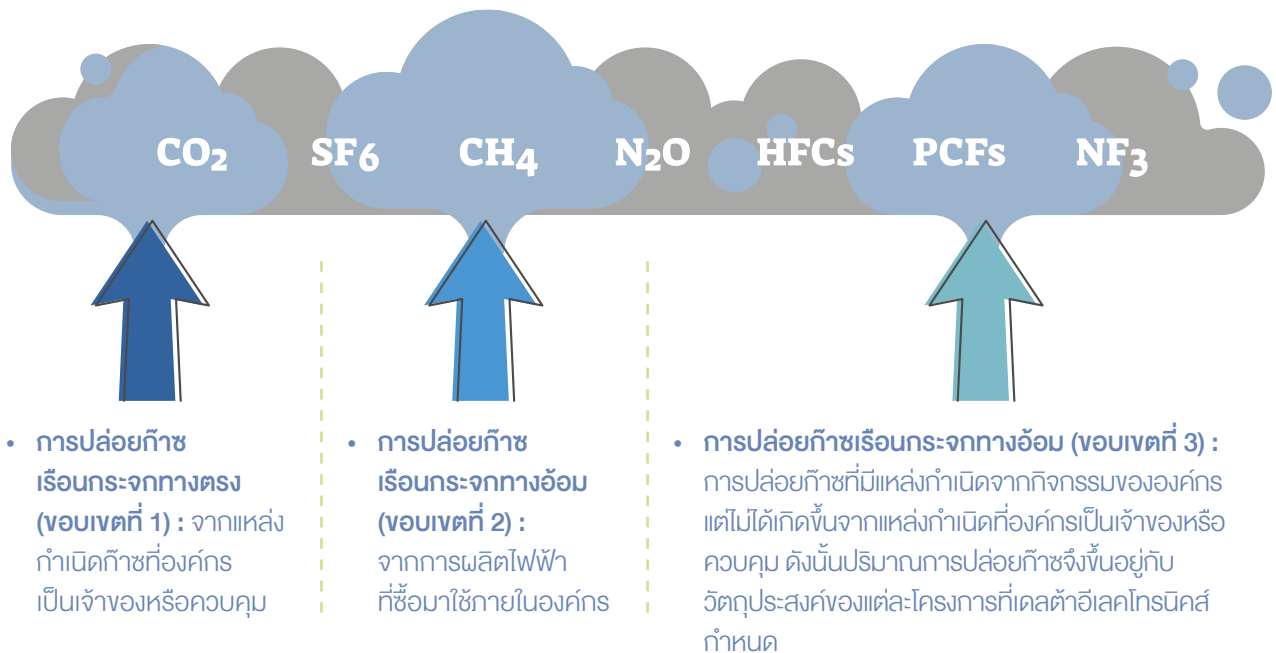 CO₂ SF₆ CH₄ N₂O HFCs PCFs NF₃
• การปล่อยก๊าซ
เรือนกระจกทางตรง
(ขอบเขตที่ 1) : จากแหล่ง
กำเนิดก๊าซที่องค์กร
เป็นเจ้าของหรือควบคุม
• การปล่อยก๊าซ
เรือนกระจกทางอ้อม
(ขอบเขตที่ 2) :
จากการผลิตไฟฟ้า
ที่ซื้อมาใช้ภายในองค์กร
• การปล่อยก๊าซเรือนกระจกทางอ้อม (ขอบเขตที่ 3) :
การปล่อยก๊าซที่มีแหล่งกำเนิดจากกิจกรรมขององค์กร
แต่ไม่ได้เกิดขึ้นจากแหล่งกำเนิดที่องค์กรเป็นเจ้าของหรือ
ควบคุม ดังนั้นปริมาณการปล่อยก๊าซจึงขึ้นอยู่กับ
วัตถุประสงค์ของแต่ละโครงการที่เดลต้าอีเลคโทรนิคส์
กำหนด